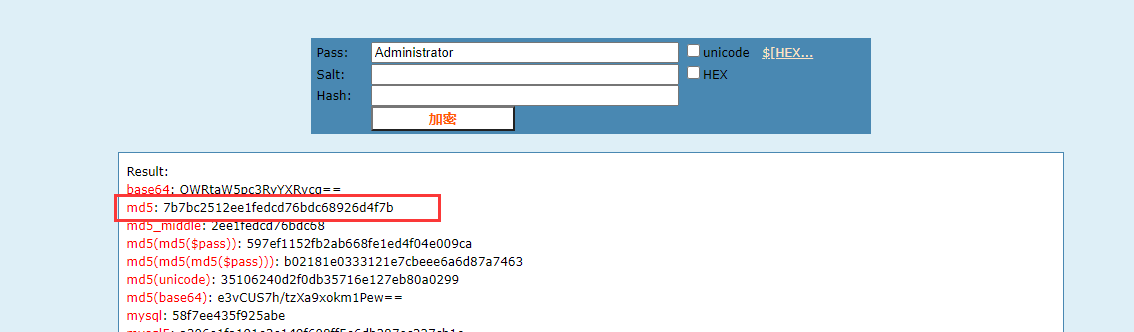 Pass: Administrator unicode $[HEX...
Salt: HEX
Hash:
加密
Result:
base64: QWRtaW5pc3RyYXRvcg==
md5: 7b7bc2512ee1fedcd76bdc68926d4f7b
md5_middle: 2ee1fedcd76bdc68
md5(md5($pass)): 597ef1152fb2ab668fe1ed4f04e009ca
md5(md5(md5($pass))): b02181e0333121e7cbeee6a6d87a7463
md5(unicode): 35106240d2f0db35716e127eb80a0299
md5(base64): e3vCUS7h/tzXa9xokm1Pew==
mysql: 58f7ee435f925abe